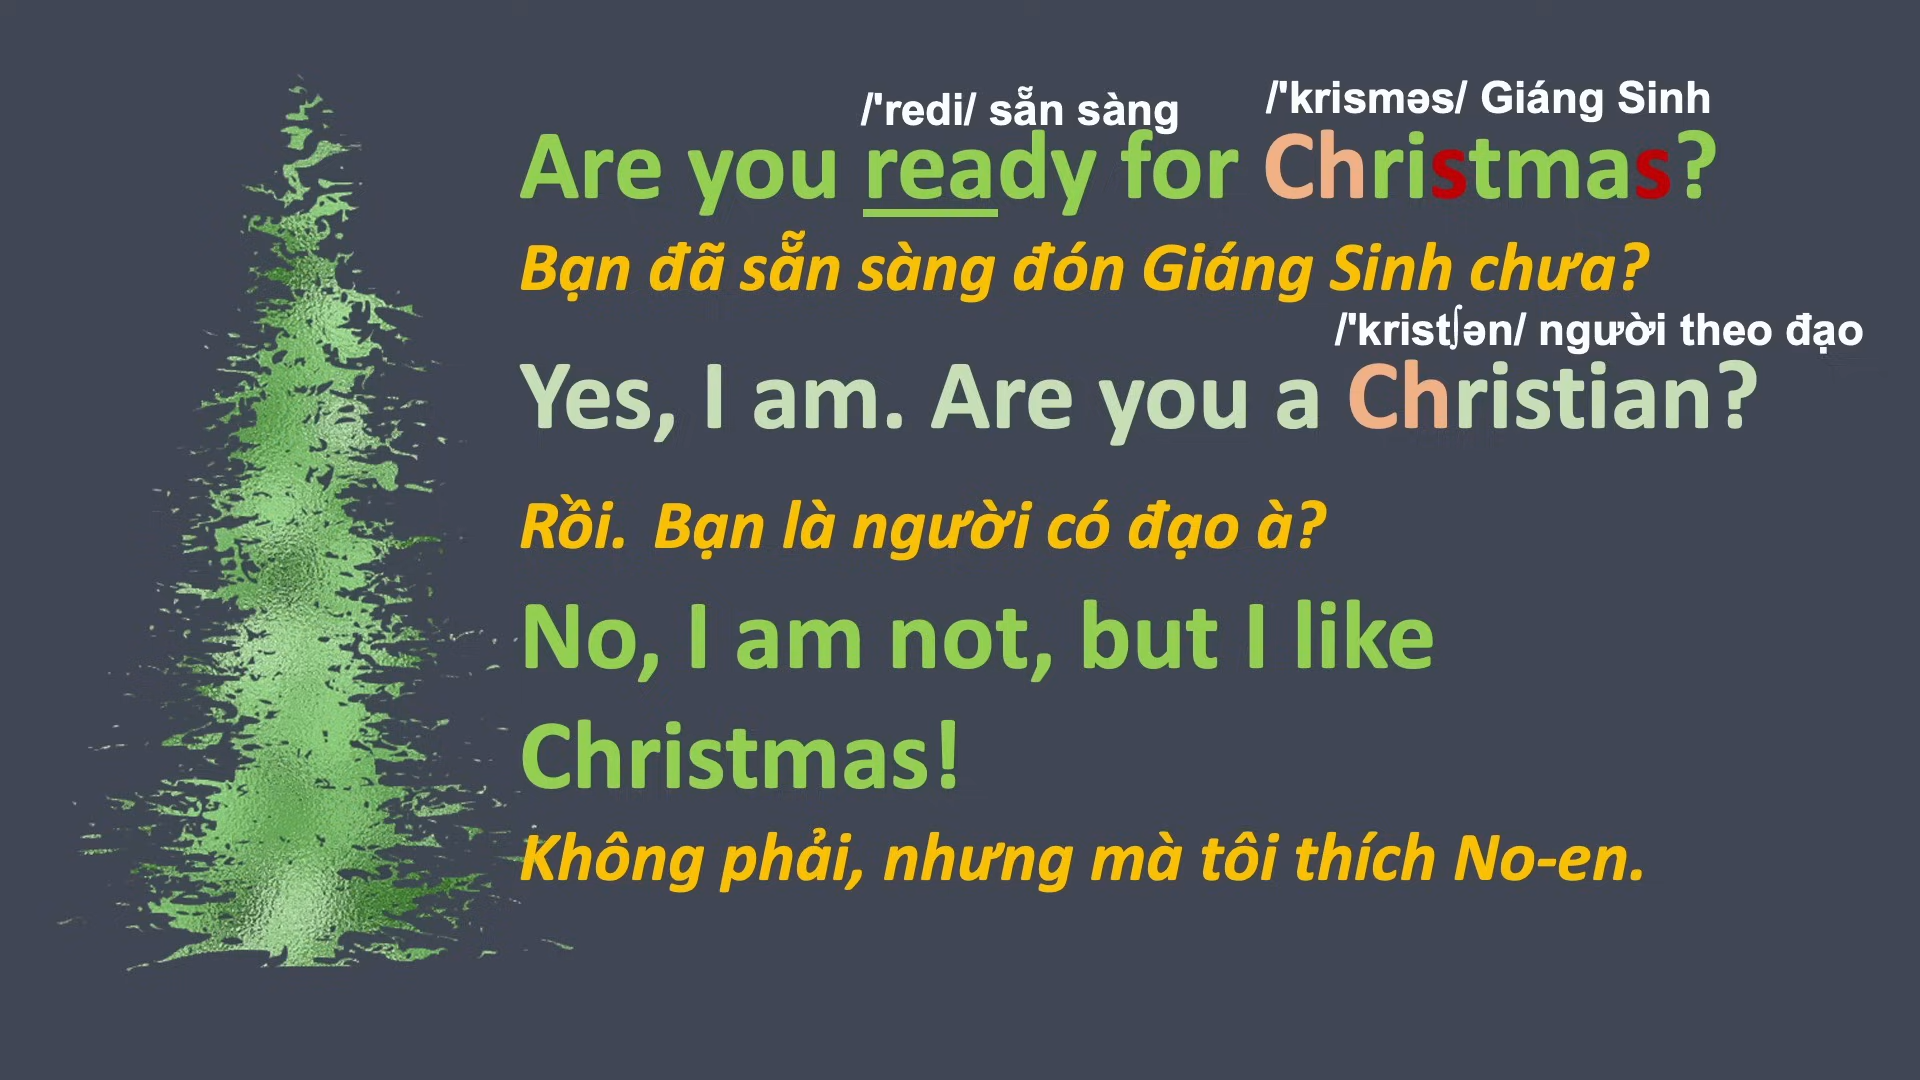 /'redi/ sẵn sàng /'krisməs/ Giáng Sinh
Are you ready for Christmas?
Bạn đã sẵn sàng đón Giáng Sinh chưa?
/'krist∫ən/ người theo đạo
Yes, I am. Are you a Christian?
Rồi. Bạn là người có đạo à?
No, I am not, but I like
Christmas!
Không phải, nhưng mà tôi thích No-en.